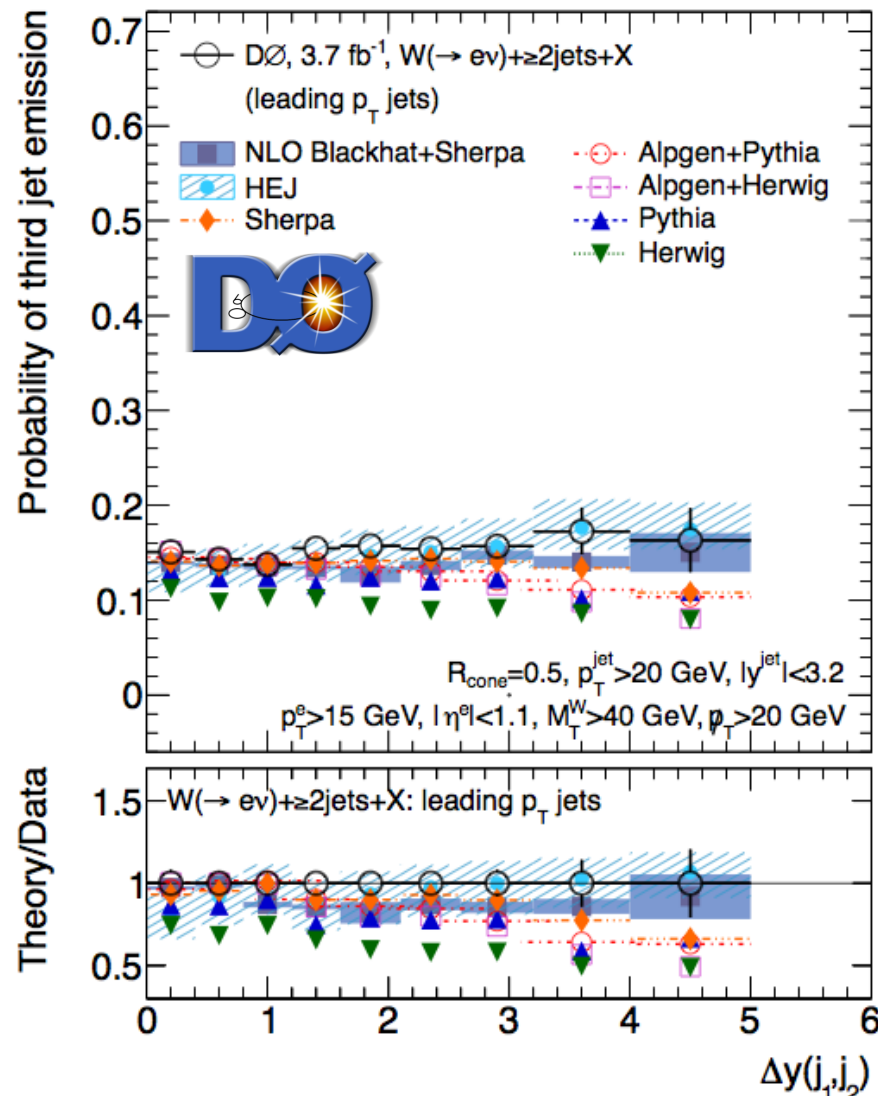 0.7
DØ, 3.7 fb⁻¹, W(→ eν)+≥2jets+X
(leading p_T jets)
0.6
NLO Blackhat+Sherpa
Alpgen+Pythia
HEJ
Alpgen+Herwig
Sherpa
Pythia
0.5
Herwig
DØ
0.4
0.3
0.2
0.1
R_cone=0.5, p_T^jet>20 GeV, |y^jet|<3.2
0
p_T^e>15 GeV, |η^e|<1.1, M_T^W>40 GeV, p̸_T>20 GeV
Probability of third jet emission
W(→ eν)+≥2jets+X: leading p_T jets
1.5
1
0.5
Theory/Data
0 1 2 3 4 5 6
Δy(j_1,j_2)